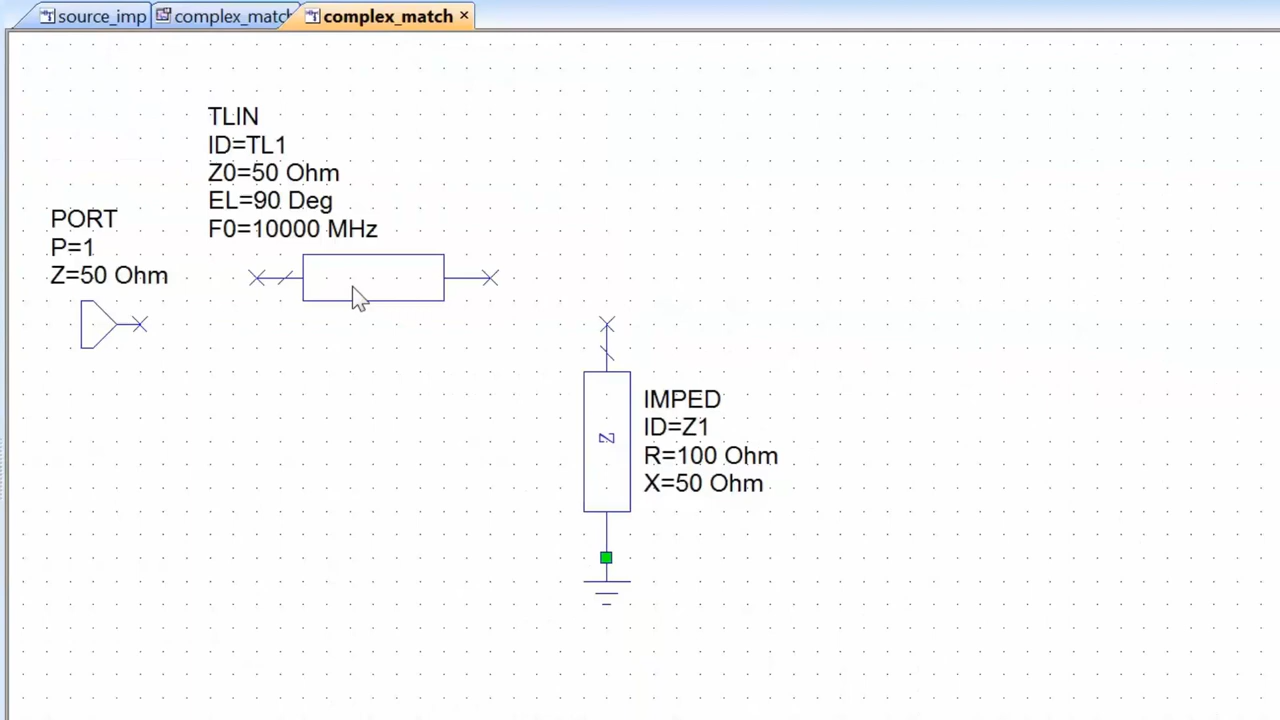 source_imp
complex_matc
complex_match
TLIN
ID=TL1
Z0=50 Ohm
EL=90 Deg
F0=10000 MHz
PORT
P=1
Z=50 Ohm
Z
IMPED
ID=Z1
R=100 Ohm
X=50 Ohm